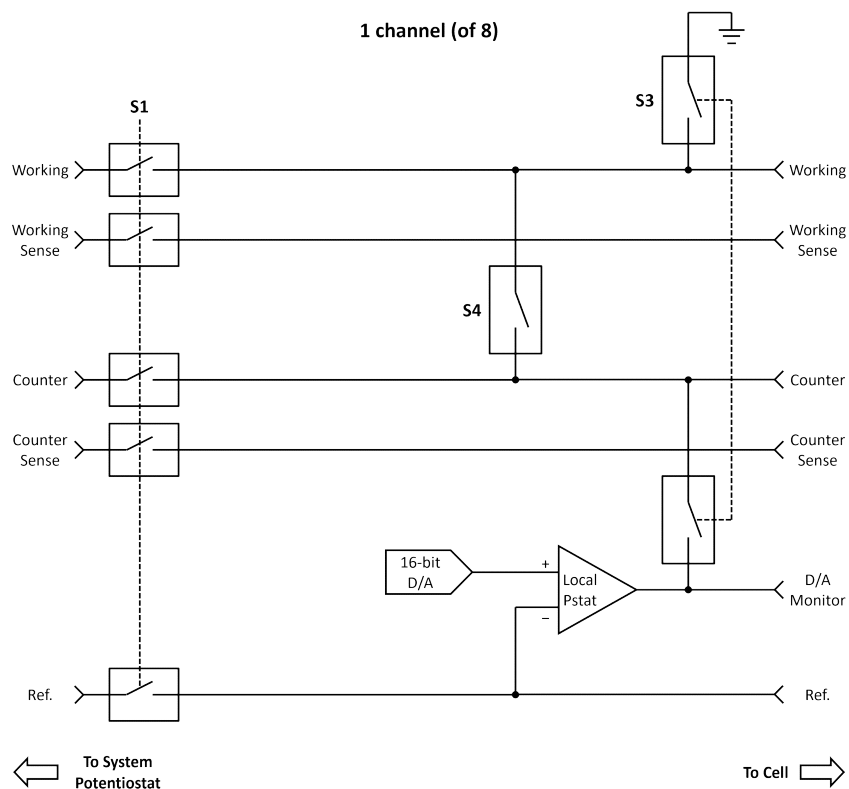 1 channel (of 8)
S3
S1
Working
Working
Working
Sense
Working
Sense
S4
Counter
Counter
Counter
Sense
Counter
Sense
16-bit
D/A
+
Local
Pstat
−
D/A
Monitor
Ref.
Ref.
To System
Potentiostat
To Cell